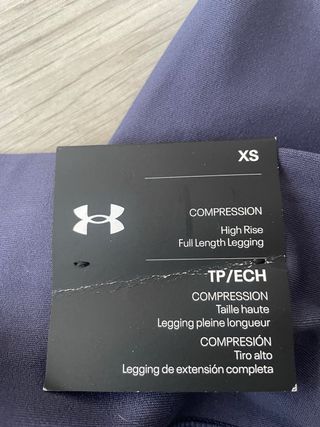 XS
COMPRESSION
High Rise
Full Length Legging
TP/ECH
COMPRESSION
Taille haute
Legging pleine longueur
COMPRESIÓN
Tiro alto
Legging de extensión completa